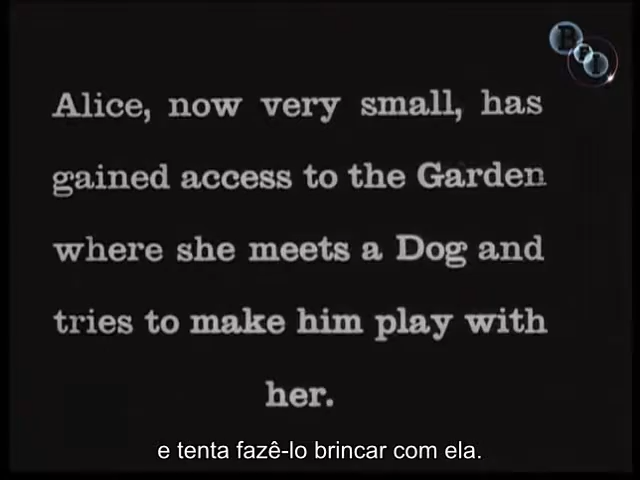 BFI
Alice, now very small, has
gained access to the Garden
where she meets a Dog and
tries to make him play with
her.
e tenta fazê-lo brincar com ela.